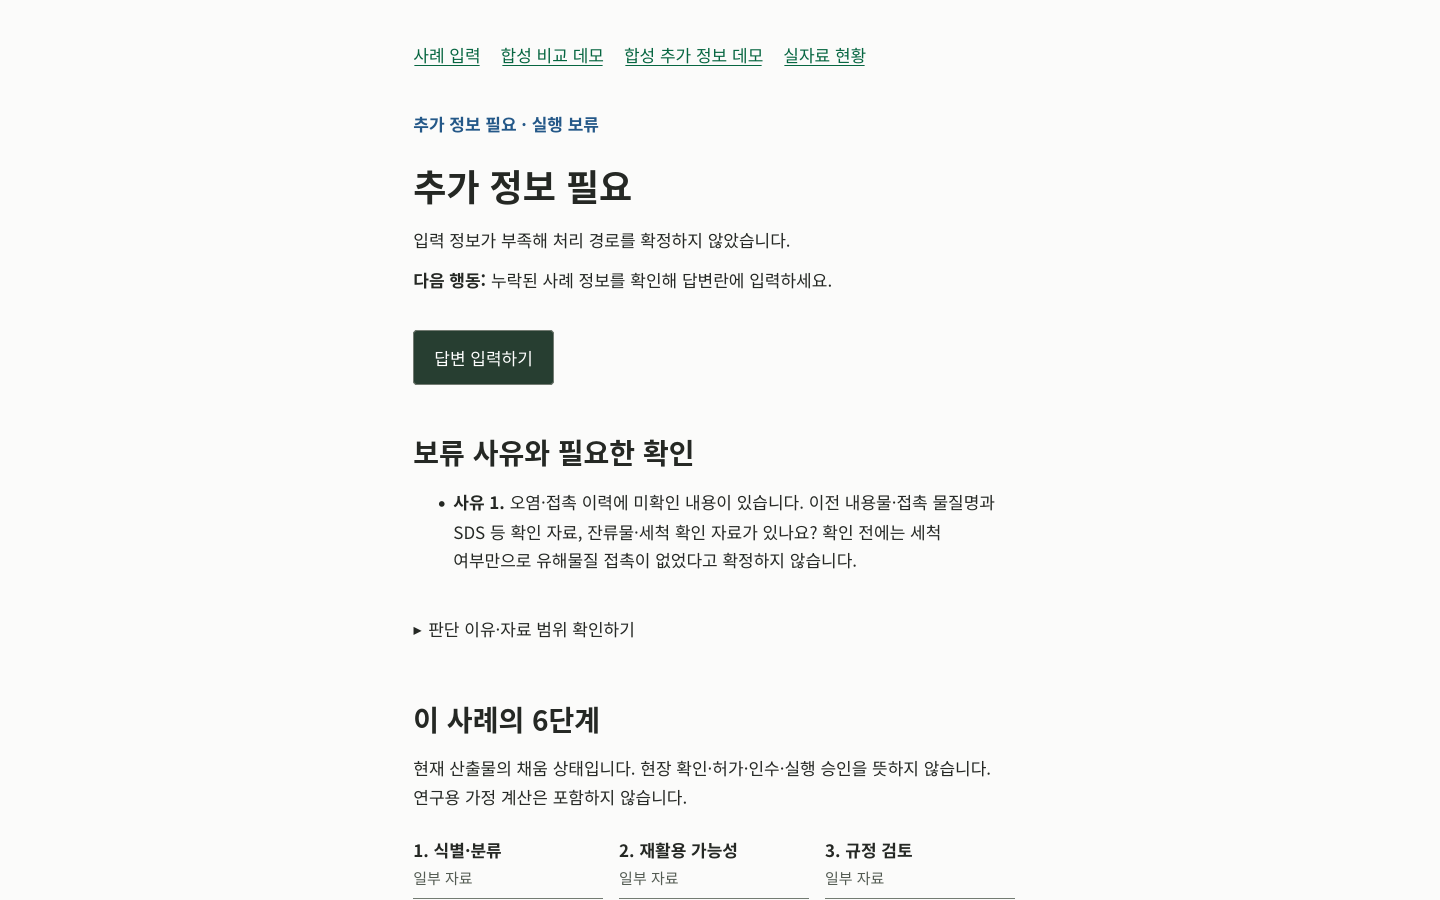 사례 입력 합성 비교 데모 합성 추가 정보 데모 실자료 현황
추가 정보 필요 · 실행 보류
추가 정보 필요
입력 정보가 부족해 처리 경로를 확정하지 않았습니다.
다음 행동: 누락된 사례 정보를 확인해 답변란에 입력하세요.
답변 입력하기
보류 사유와 필요한 확인
• 사유 1. 오염·접촉 이력에 미확인 내용이 있습니다. 이전 내용물·접촉 물질명과
SDS 등 확인 자료, 잔류물·세척 확인 자료가 있나요? 확인 전에는 세척
여부만으로 유해물질 접촉이 없었다고 확정하지 않습니다.
▸ 판단 이유·자료 범위 확인하기
이 사례의 6단계
현재 산출물의 채움 상태입니다. 현장 확인·허가·인수·실행 승인을 뜻하지 않습니다.
연구용 가정 계산은 포함하지 않습니다.
1. 식별·분류 2. 재활용 가능성 3. 규정 검토
일부 자료 일부 자료 일부 자료